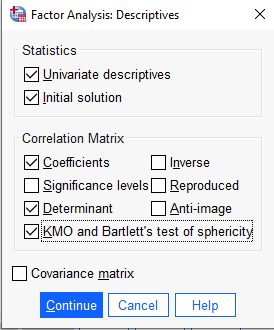 Factor Analysis: Descriptives
Statistics
Univariate descriptives
Initial solution
Correlation Matrix
Coefficients Inverse
Significance levels Reproduced
Determinant Anti-image
KMO and Bartlett's test of sphericity
Covariance matrix
Continue Cancel Help